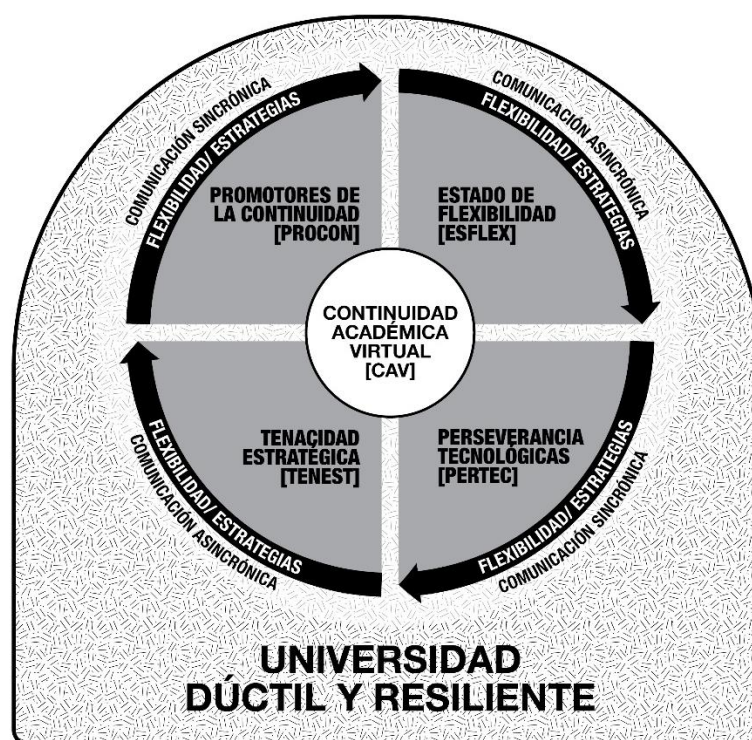 COMUNICACIÓN SINCRÓNICA
FLEXIBILIDAD/ ESTRATEGIAS
PROMOTORES DE
LA CONTINUIDAD
[PROCON]
COMUNICACIÓN ASINCRÓNICA
FLEXIBILIDAD/ ESTRATEGIAS
ESTADO DE
FLEXIBILIDAD
[ESFLEX]
CONTINUIDAD
ACADÉMICA
VIRTUAL
[CAV]
TENACIDAD
ESTRATÉGICA
[TENEST]
FLEXIBILIDAD/ ESTRATEGIAS
COMUNICACIÓN ASINCRÓNICA
PERSEVERANCIA
TECNOLÓGICAS
[PERTEC]
FLEXIBILIDAD/ ESTRATEGIAS
COMUNICACIÓN SINCRÓNICA
UNIVERSIDAD
DÚCTIL Y RESILIENTE